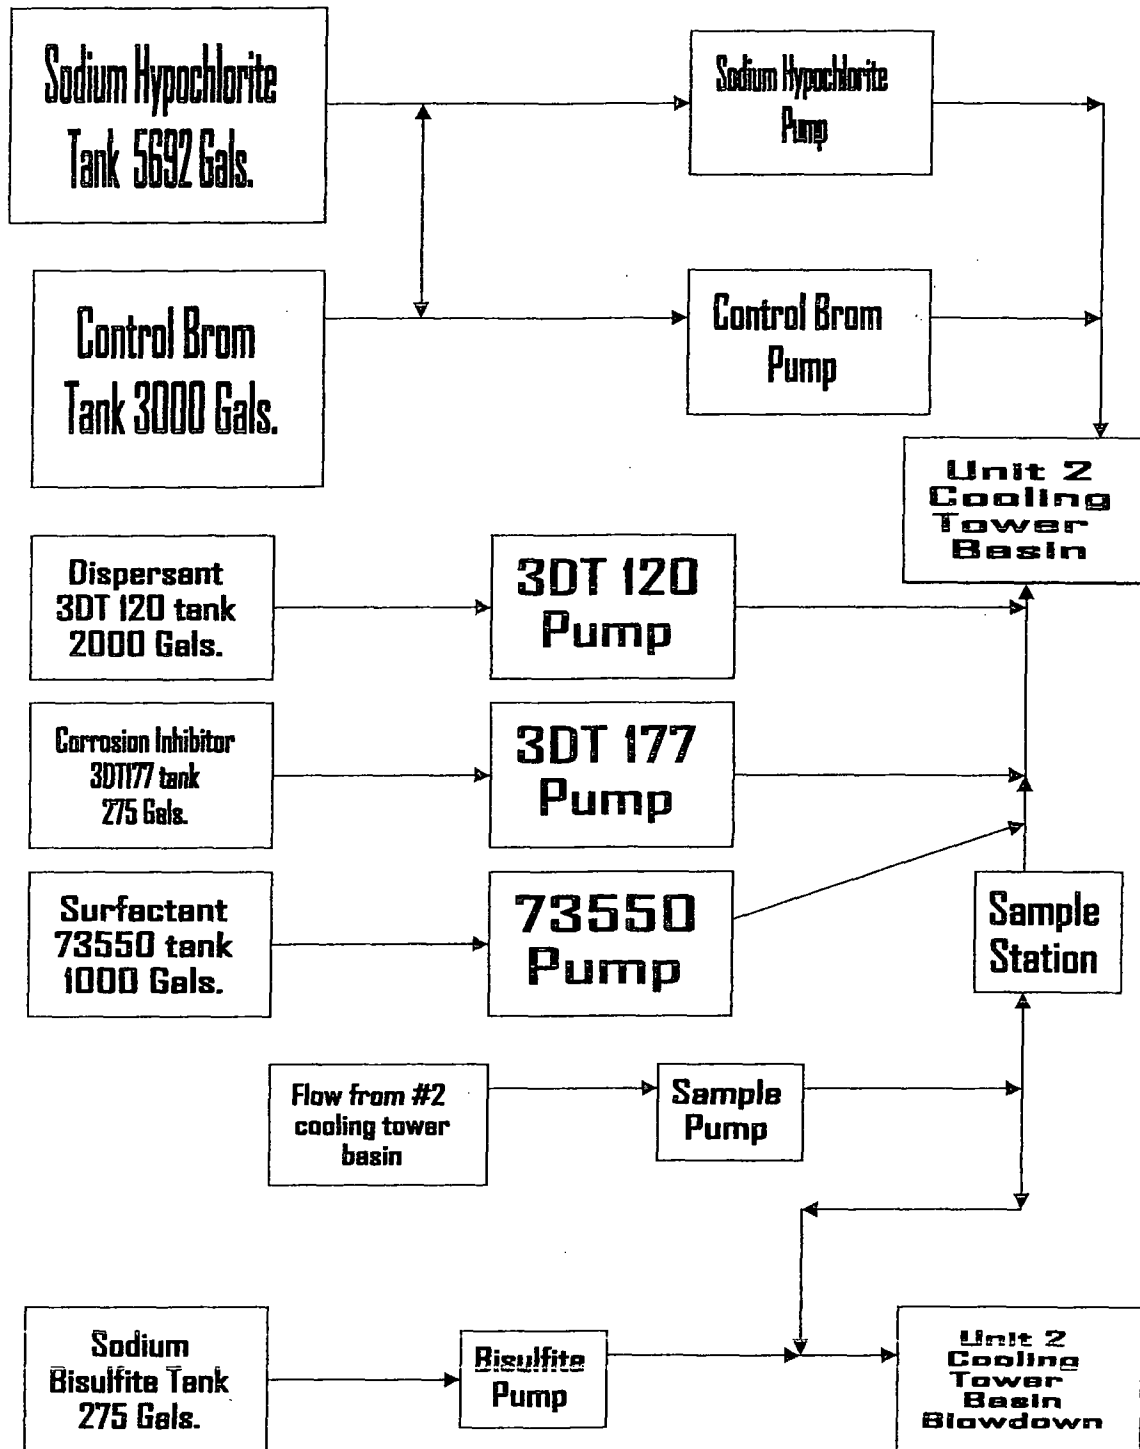 Sodium Hypochlorite
Tank 5692 Gals.
Sodium Hypochlorite
Pump
Control Brom
Tank 3000 Gals.
Control Brom
Pump
Unit 2
Cooling
Tower
Basin
Dispersant
3DT 120 tank
2000 Gals.
3DT 120
Pump
Corrosion Inhibitor
3DT177 tank
275 Gals.
3DT 177
Pump
Surfactant
73550 tank
1000 Gals.
73550
Pump
Sample
Station
Flow from #2
cooling tower
basin
Sample
Pump
Sodium
Bisulfite Tank
275 Gals.
Bisulfite
Pump
Unit 2
Cooling
Tower
Basin
Blowdown